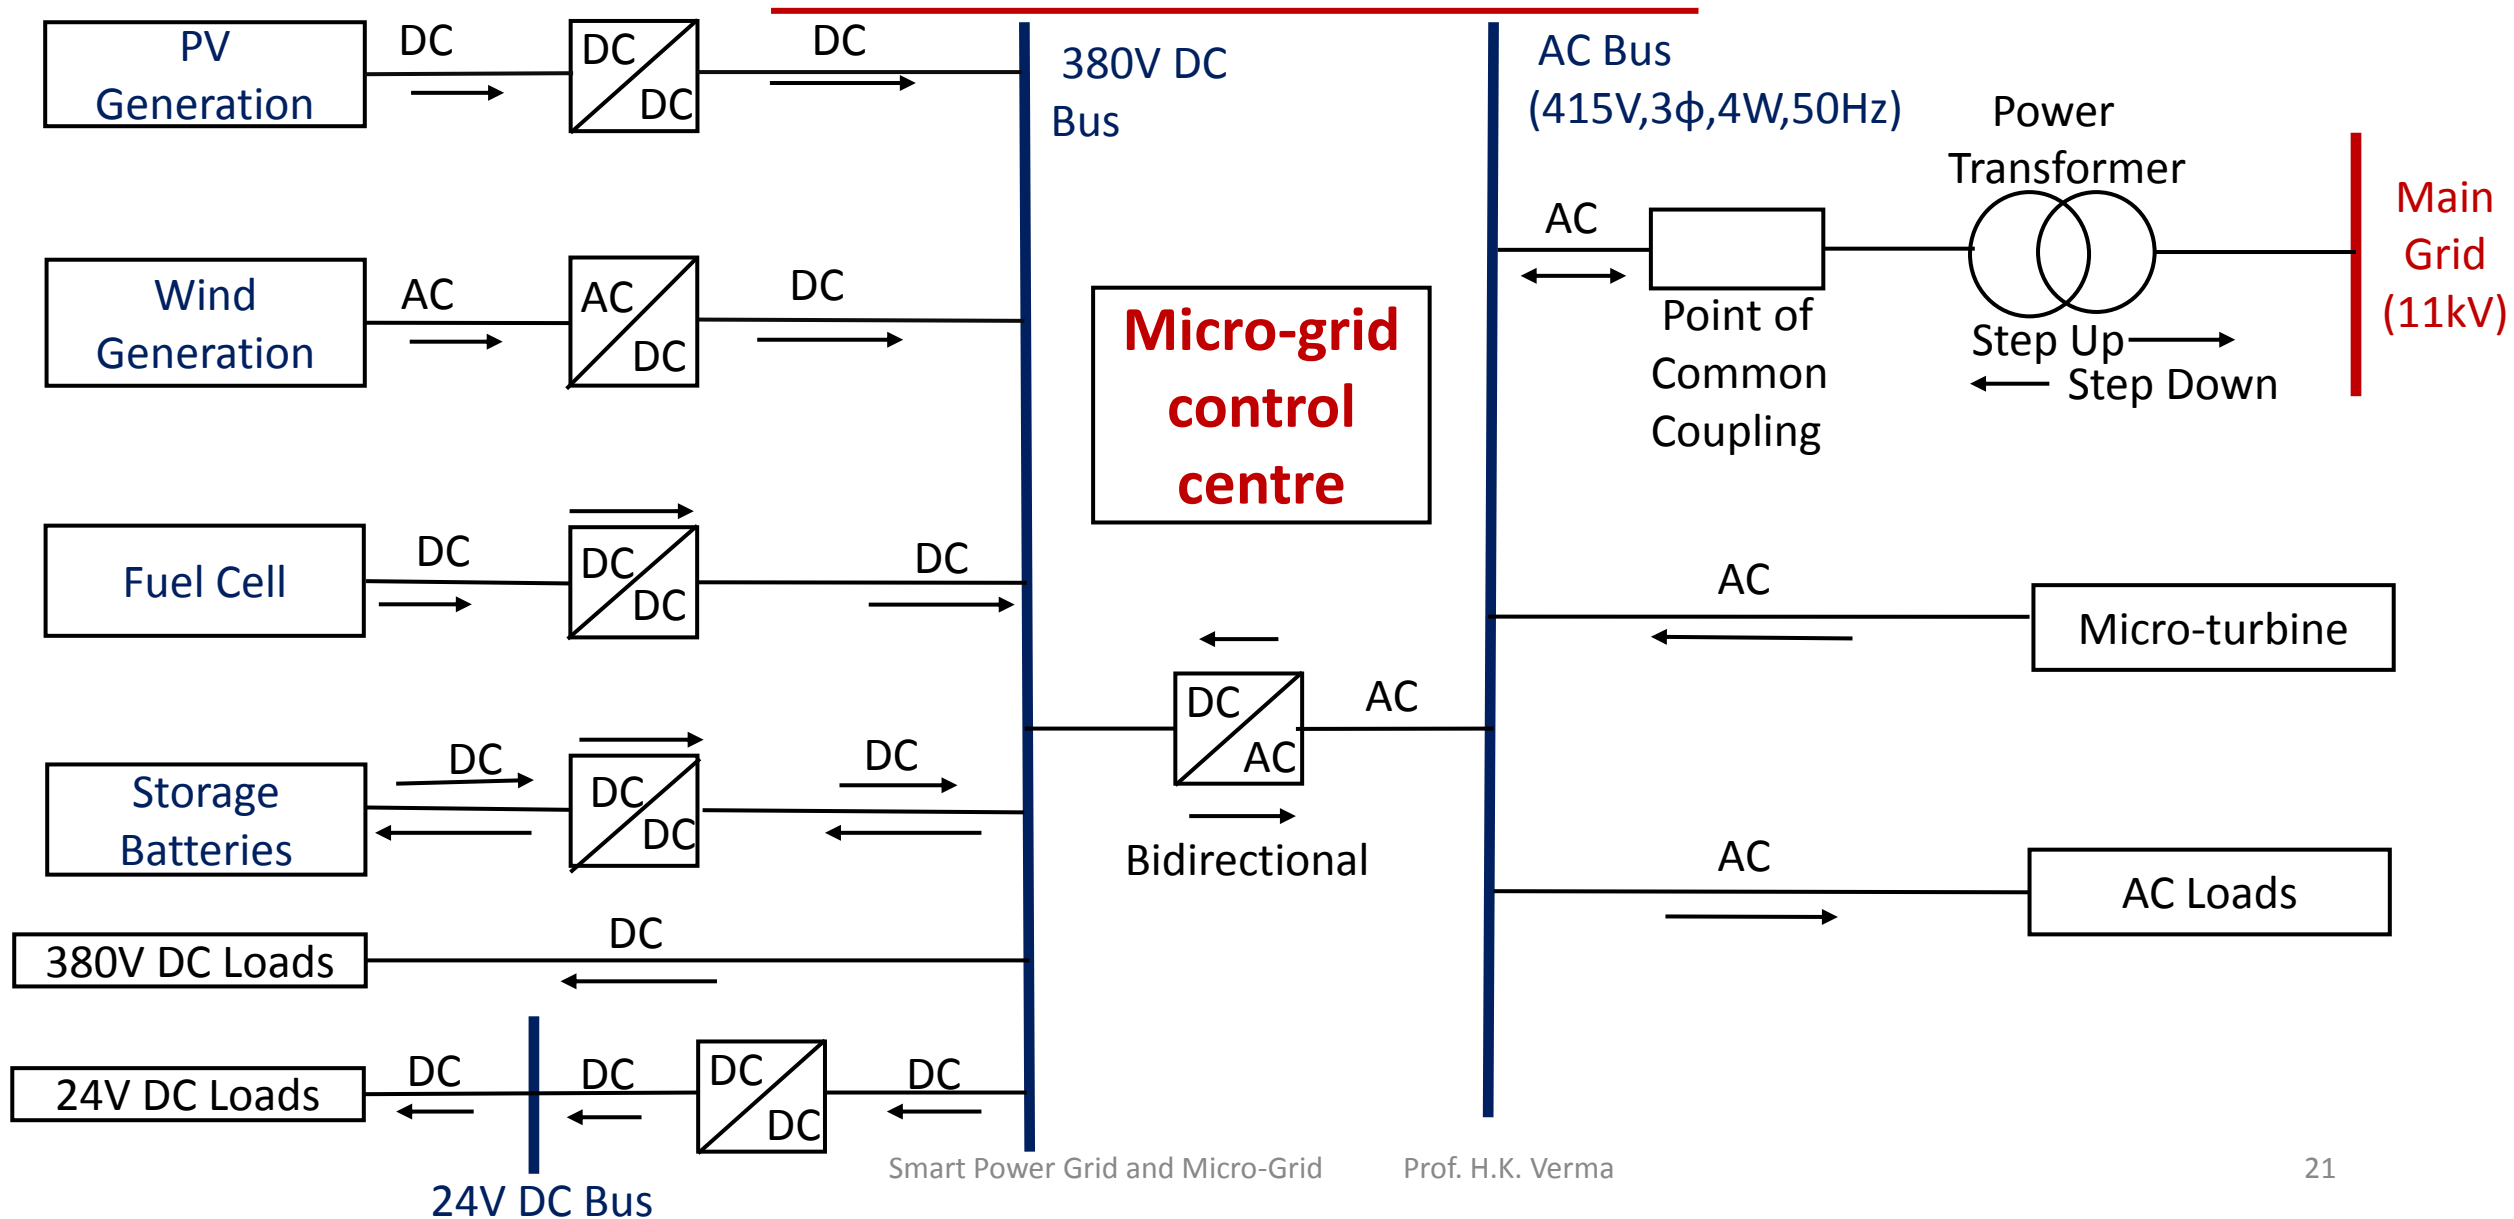 PV
Generation
DC
DC
DC
DC
380V DC
Bus
AC Bus
(415V,3ϕ,4W,50Hz)
Power
Transformer
Main
Grid
(11kV)
AC
Point of
Common
Coupling
Step Up
Step Down
Wind
Generation
AC
AC
DC
DC
Micro-grid
control
centre
Fuel Cell
DC
DC
DC
DC
AC
Micro-turbine
DC
AC
AC
Bidirectional
Storage
Batteries
DC
DC
DC
DC
AC
AC Loads
380V DC Loads
DC
24V DC Loads
DC
DC
DC
DC
DC
24V DC Bus
Smart Power Grid and Micro-Grid
Prof. H.K. Verma
21